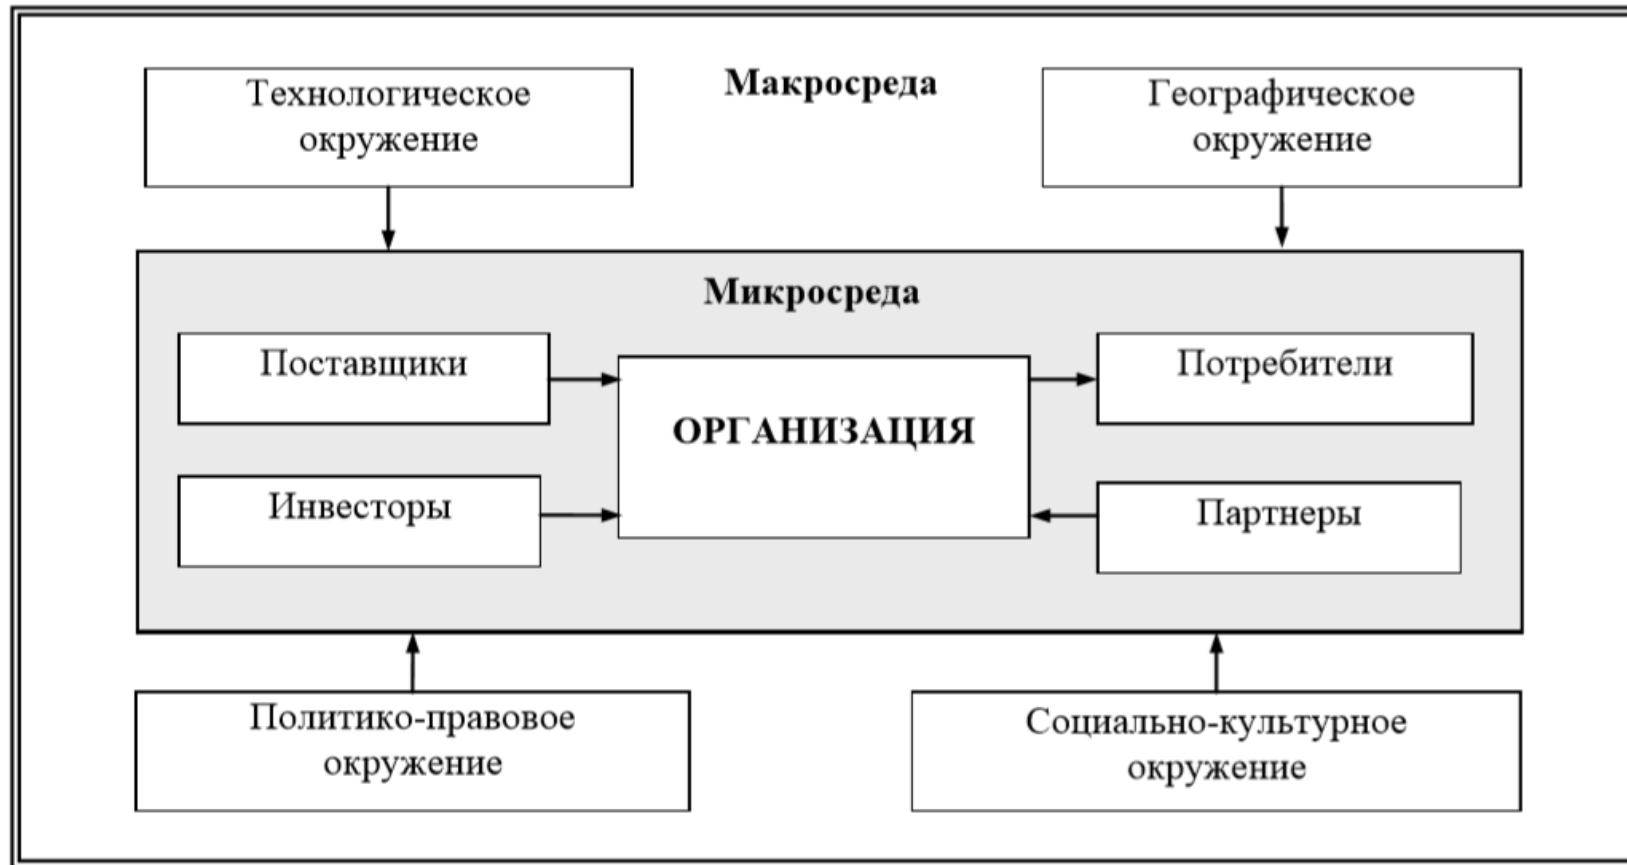 Технологическое
окружение
Макросреда
Географическое
окружение
Микросреда
Поставщики
Потребители
ОРГАНИЗАЦИЯ
Инвесторы
Партнеры
Политико-правовое
окружение
Социально-культурное
окружение